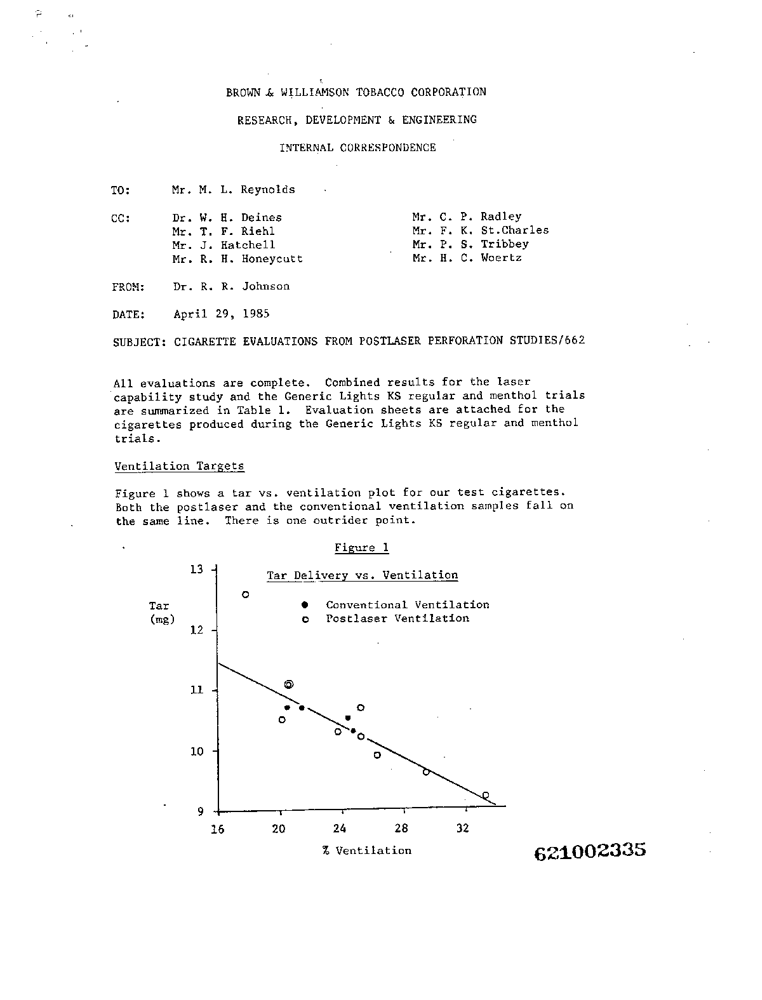 BROWN & WILLIAMSON TOBACCO CORPORATION
RESEARCH, DEVELOPMENT & ENGINEERING
INTERNAL CORRESPONDENCE
TO: Mr. M. L. Reynolds
CC: Dr. W. H. Deines Mr. C. P. Radley
Mr. T. F. Riehl Mr. F. K. St.Charles
Mr. J. Hatchell Mr. P. S. Tribbey
Mr. R. H. Honeycutt Mr. H. C. Woertz
FROM: Dr. R. R. Johnson
DATE: April 29, 1985
SUBJECT: CIGARETTE EVALUATIONS FROM POSTLASER PERFORATION STUDIES/662
All evaluations are complete. Combined results for the laser
capability study and the Generic Lights KS regular and menthol trials
are summarized in Table 1. Evaluation sheets are attached for the
cigarettes produced during the Generic Lights KS regular and menthol
trials.
Ventilation Targets
Figure 1 shows a tar vs. ventilation plot for our test cigarettes.
Both the postlaser and the conventional ventilation samples fall on
the same line. There is one outrider point.
Figure 1
Tar Delivery vs. Ventilation
Conventional Ventilation
Postlaser Ventilation
Tar
(mg)
13
12
11
10
9
16 20 24 28 32
% Ventilation
621002335